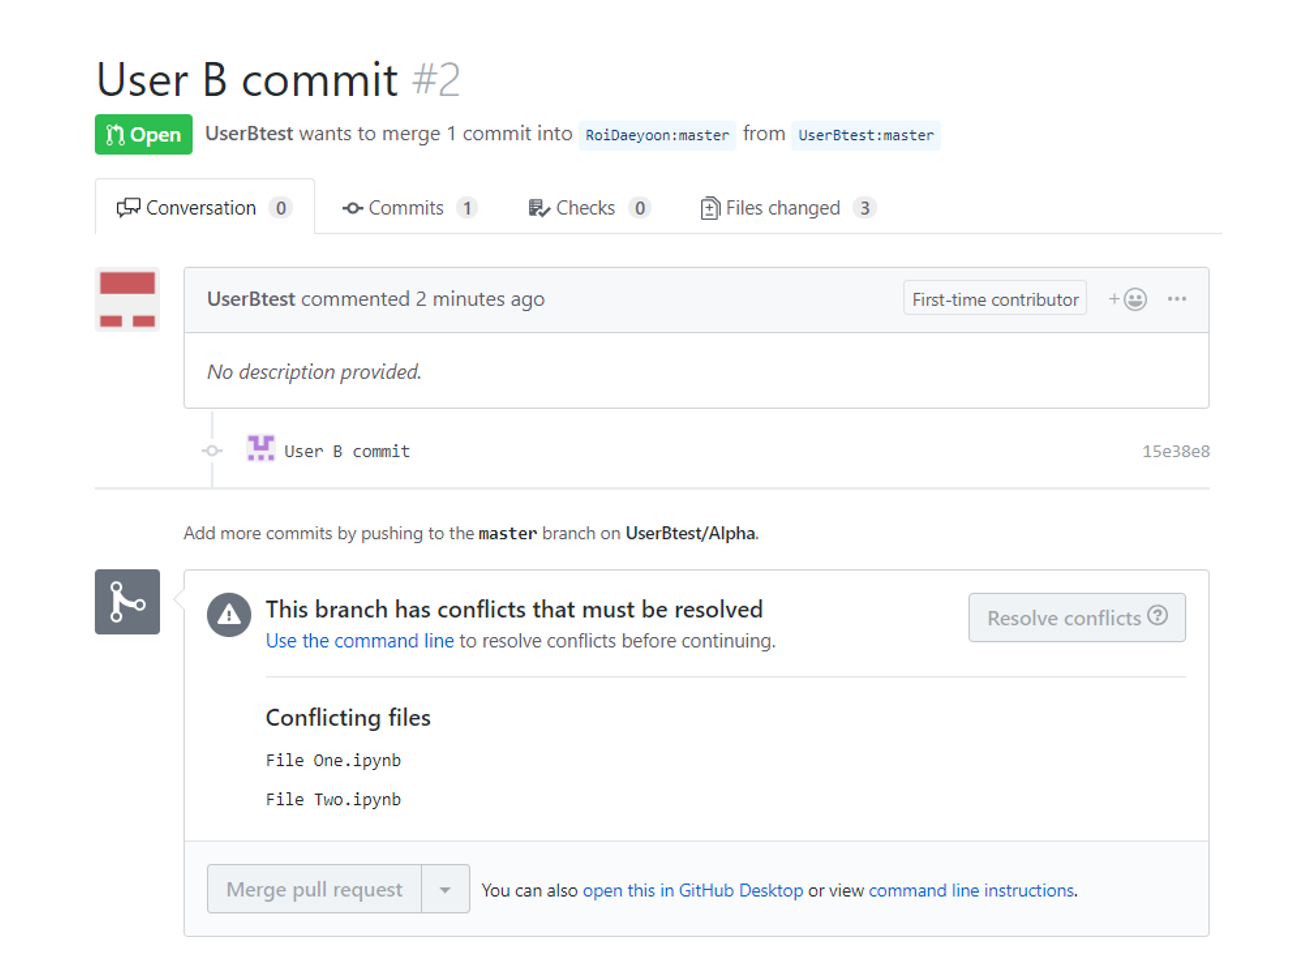 User B commit #2
Open UserBtest wants to merge 1 commit into RoiDaeyoon:master from UserBtest:master
Conversation 0 Commits 1 Checks 0 Files changed 3
UserBtest commented 2 minutes ago First-time contributor
No description provided.
User B commit 15e38e8
Add more commits by pushing to the master branch on UserBtest/Alpha.
This branch has conflicts that must be resolved
Use the command line to resolve conflicts before continuing.
Resolve conflicts
Conflicting files
File One.ipynb
File Two.ipynb
Merge pull request You can also open this in GitHub Desktop or view command line instructions.